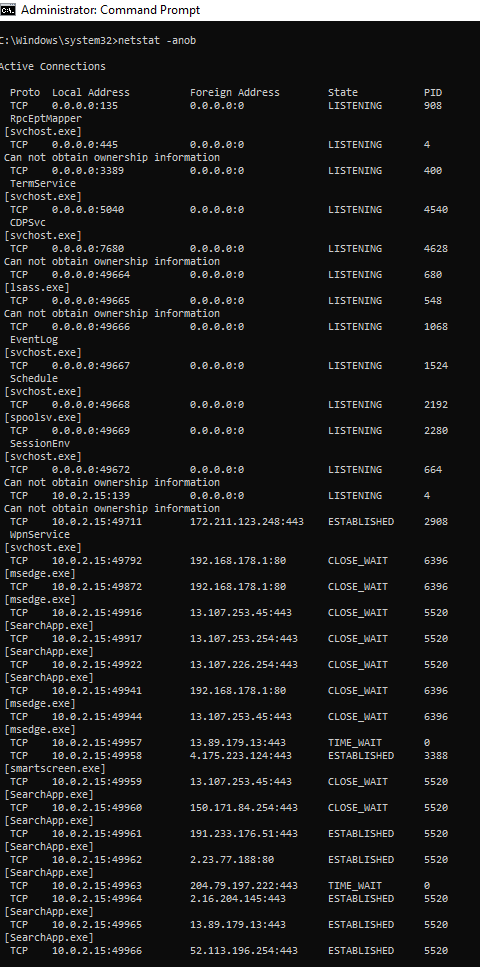 Administrator: Command Prompt
C:\Windows\system32>netstat -anob
Active Connections
Proto Local Address Foreign Address State PID
TCP 0.0.0.0:135 0.0.0.0:0 LISTENING 908
RpcEptMapper
[svchost.exe]
TCP 0.0.0.0:445 0.0.0.0:0 LISTENING 4
Can not obtain ownership information
TCP 0.0.0.0:3389 0.0.0.0:0 LISTENING 400
TermService
[svchost.exe]
TCP 0.0.0.0:5040 0.0.0.0:0 LISTENING 4540
CDPSvc
[svchost.exe]
TCP 0.0.0.0:7680 0.0.0.0:0 LISTENING 4628
Can not obtain ownership information
TCP 0.0.0.0:49664 0.0.0.0:0 LISTENING 680
[lsass.exe]
TCP 0.0.0.0:49665 0.0.0.0:0 LISTENING 548
Can not obtain ownership information
TCP 0.0.0.0:49666 0.0.0.0:0 LISTENING 1068
EventLog
[svchost.exe]
TCP 0.0.0.0:49667 0.0.0.0:0 LISTENING 1524
Schedule
[svchost.exe]
TCP 0.0.0.0:49668 0.0.0.0:0 LISTENING 2192
[spoolsv.exe]
TCP 0.0.0.0:49669 0.0.0.0:0 LISTENING 2280
SessionEnv
[svchost.exe]
TCP 0.0.0.0:49672 0.0.0.0:0 LISTENING 664
Can not obtain ownership information
TCP 10.0.2.15:139 0.0.0.0:0 LISTENING 4
Can not obtain ownership information
TCP 10.0.2.15:49711 172.211.123.248:443 ESTABLISHED 2908
WpnService
[svchost.exe]
TCP 10.0.2.15:49792 192.168.178.1:80 CLOSE_WAIT 6396
[msedge.exe]
TCP 10.0.2.15:49872 192.168.178.1:80 CLOSE_WAIT 6396
[msedge.exe]
TCP 10.0.2.15:49916 13.107.253.45:443 CLOSE_WAIT 5520
[SearchApp.exe]
TCP 10.0.2.15:49917 13.107.253.254:443 CLOSE_WAIT 5520
[SearchApp.exe]
TCP 10.0.2.15:49922 13.107.226.254:443 CLOSE_WAIT 5520
[SearchApp.exe]
TCP 10.0.2.15:49941 192.168.178.1:80 CLOSE_WAIT 6396
[msedge.exe]
TCP 10.0.2.15:49944 13.107.253.45:443 CLOSE_WAIT 6396
[msedge.exe]
TCP 10.0.2.15:49957 13.89.179.13:443 TIME_WAIT 0
TCP 10.0.2.15:49958 4.175.223.124:443 ESTABLISHED 3388
[smartscreen.exe]
TCP 10.0.2.15:49959 13.107.253.45:443 CLOSE_WAIT 5520
[SearchApp.exe]
TCP 10.0.2.15:49960 150.171.84.254:443 CLOSE_WAIT 5520
[SearchApp.exe]
TCP 10.0.2.15:49961 191.233.176.51:443 ESTABLISHED 5520
[SearchApp.exe]
TCP 10.0.2.15:49962 2.23.77.188:80 ESTABLISHED 5520
[SearchApp.exe]
TCP 10.0.2.15:49963 204.79.197.222:443 TIME_WAIT 0
TCP 10.0.2.15:49964 2.16.204.145:443 ESTABLISHED 5520
[SearchApp.exe]
TCP 10.0.2.15:49965 13.89.179.13:443 ESTABLISHED 5520
[SearchApp.exe]
TCP 10.0.2.15:49966 52.113.196.254:443 ESTABLISHED 5520